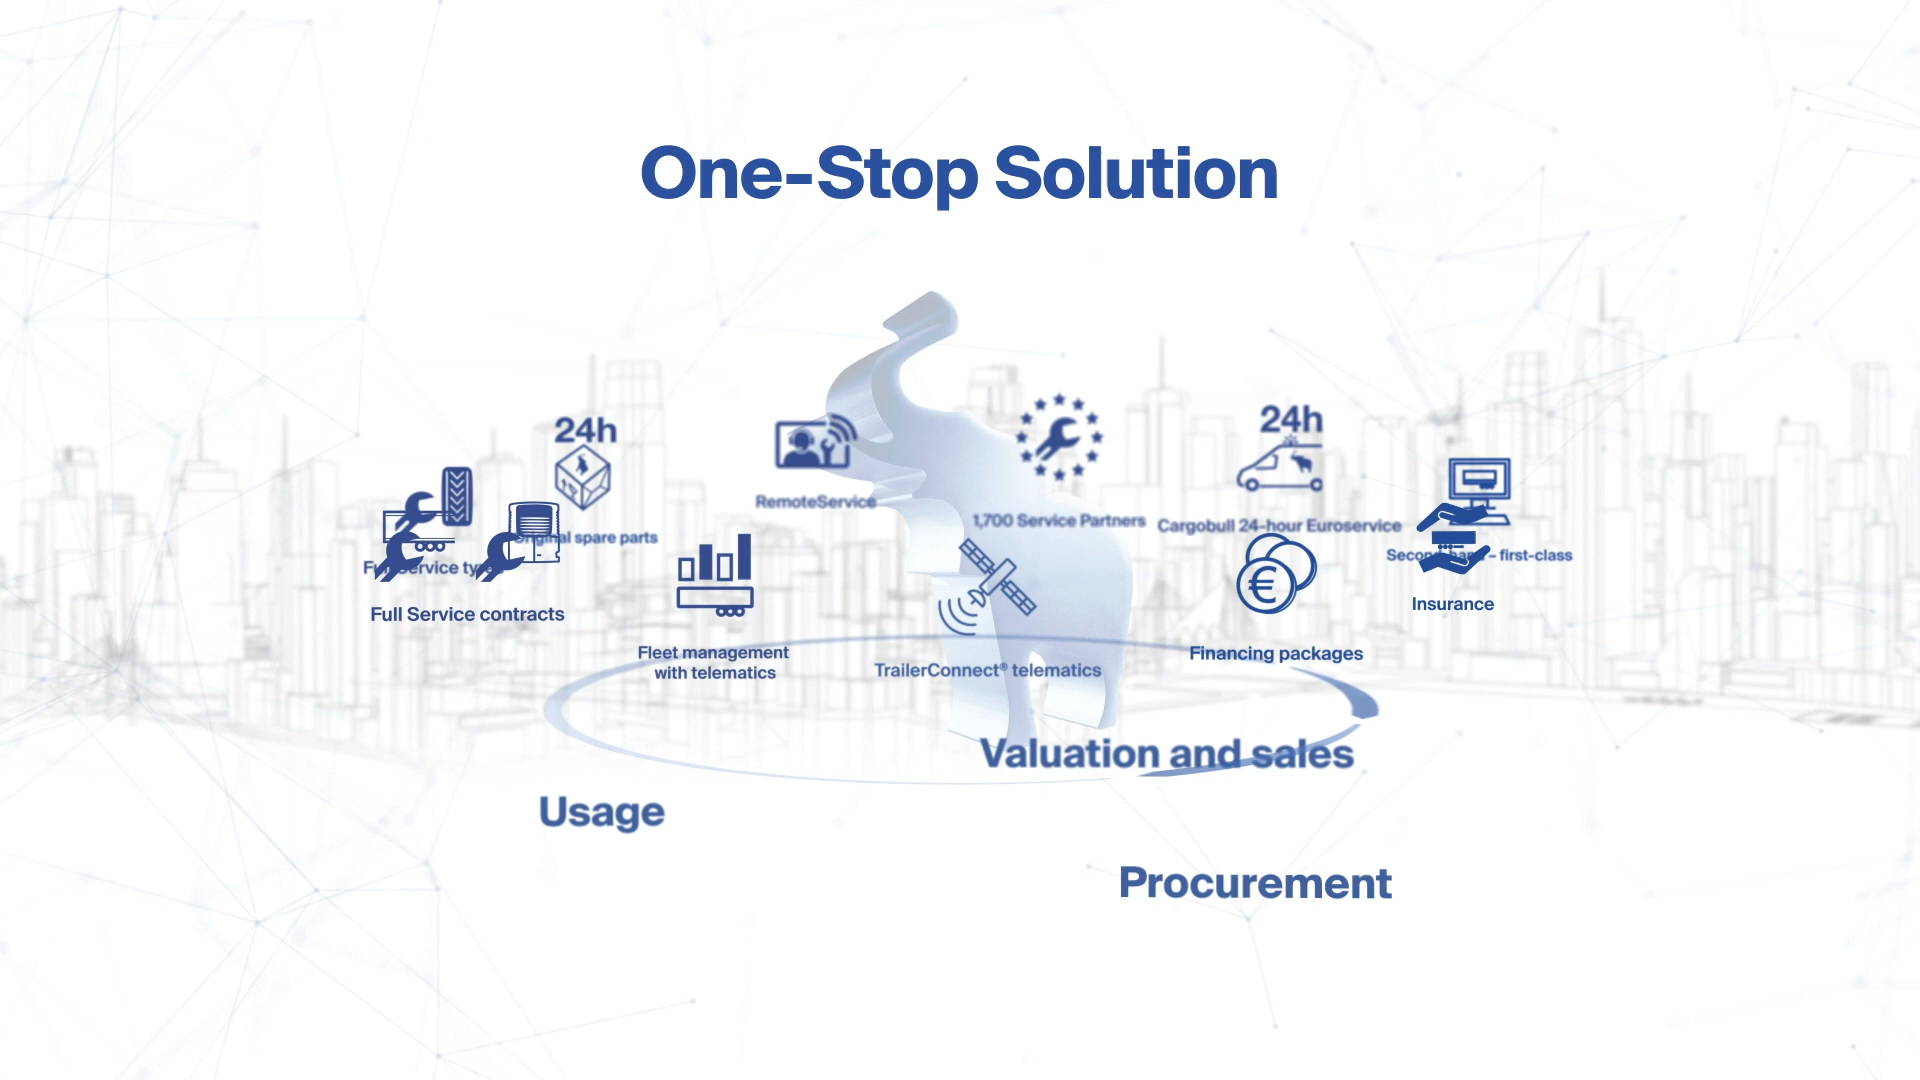 One-Stop Solution
24h
24h
RemoteService
1,700 Service Partners
Cargobull 24-hour Euroservice
spare parts
– first-class
Service
Full Service contracts
€
Insurance
Fleet management
with telematics
TrailerConnect® telematics
Financing packages
Valuation and sales
Usage
Procurement